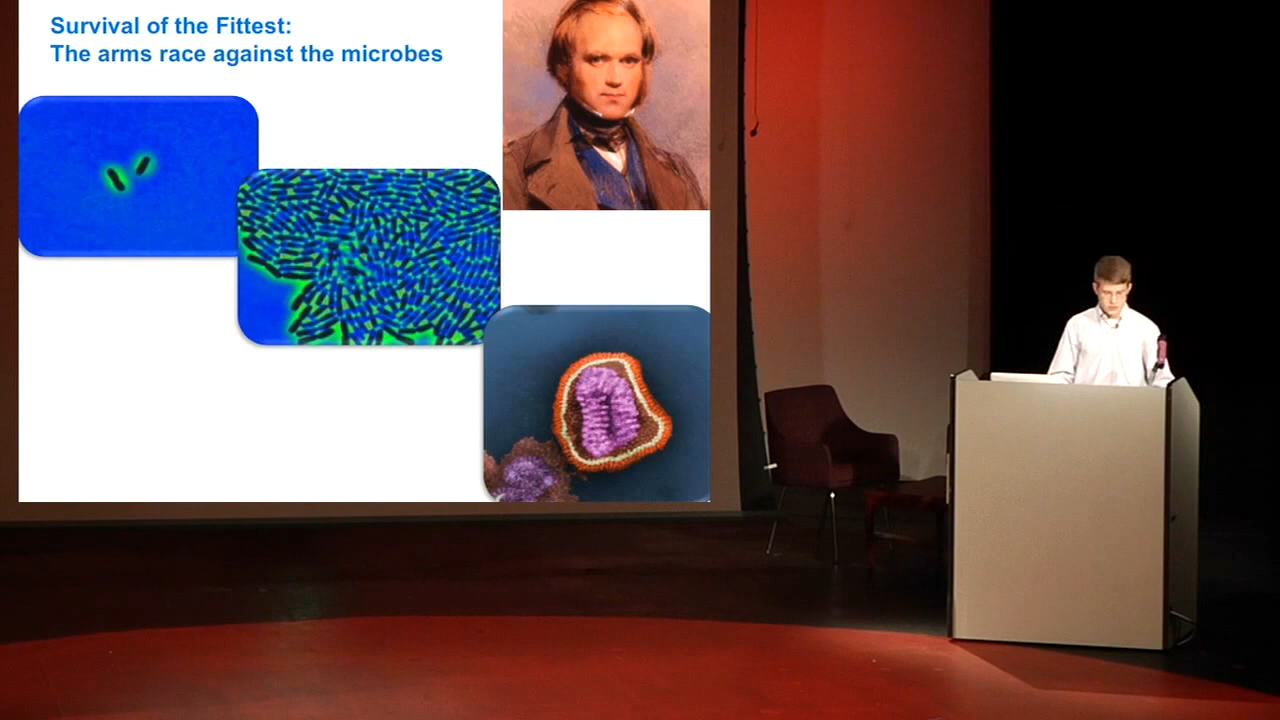 Survival of the Fittest:
The arms race against the microbes